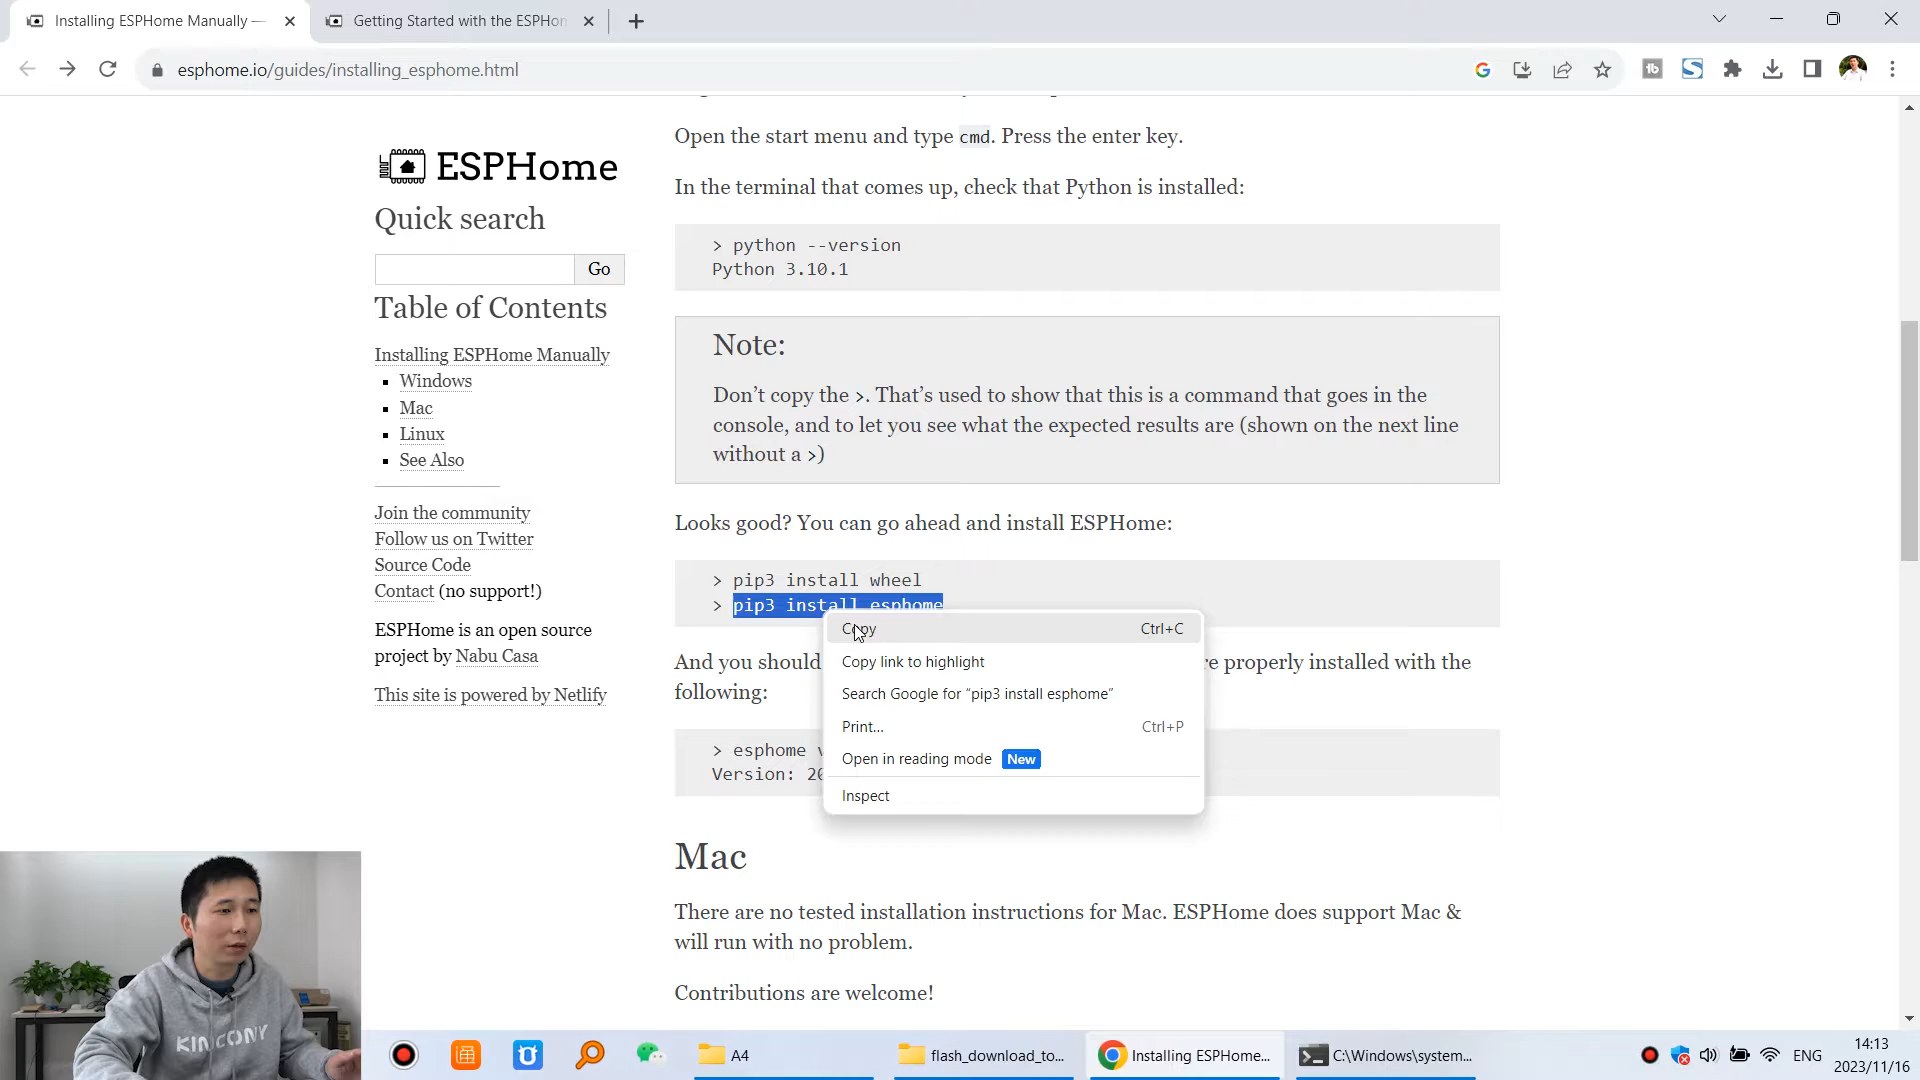 Installing ESPHome Manually —
Getting Started with the ESPHon
esphome.io/guides/installing_esphome.html
Open the start menu and type cmd. Press the enter key.
In the terminal that comes up, check that Python is installed:
> python --version
Python 3.10.1
Note:
Don’t copy the >. That’s used to show that this is a command that goes in the
console, and to let you see what the expected results are (shown on the next line
without a >)
Looks good? You can go ahead and install ESPHome:
> pip3 install wheel
> pip3 install esphome
And you should
re properly installed with the
following:
> esphome v
Version: 20
Mac
There are no tested installation instructions for Mac. ESPHome does support Mac &
will run with no problem.
Contributions are welcome!
ESPHome
Quick search
Go
Table of Contents
Installing ESPHome Manually
Windows
Mac
Linux
See Also
Join the community
Follow us on Twitter
Source Code
Contact (no support!)
ESPHome is an open source
project by Nabu Casa
This site is powered by Netlify
Copy Ctrl+C
Copy link to highlight
Search Google for “pip3 install esphome”
Print... Ctrl+P
Open in reading mode New
Inspect
KINCONY
A4
flash_download_to...
Installing ESPHome...
C:\Windows\system...
ENG
14:13
2023/11/16